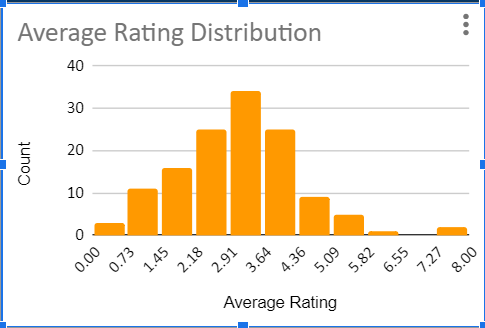 Average Rating Distribution
40
30
20
10
0
Count
0.00 0.73 1.45 2.18 2.91 3.64 4.36 5.09 5.82 6.55 7.27 8.00
Average Rating